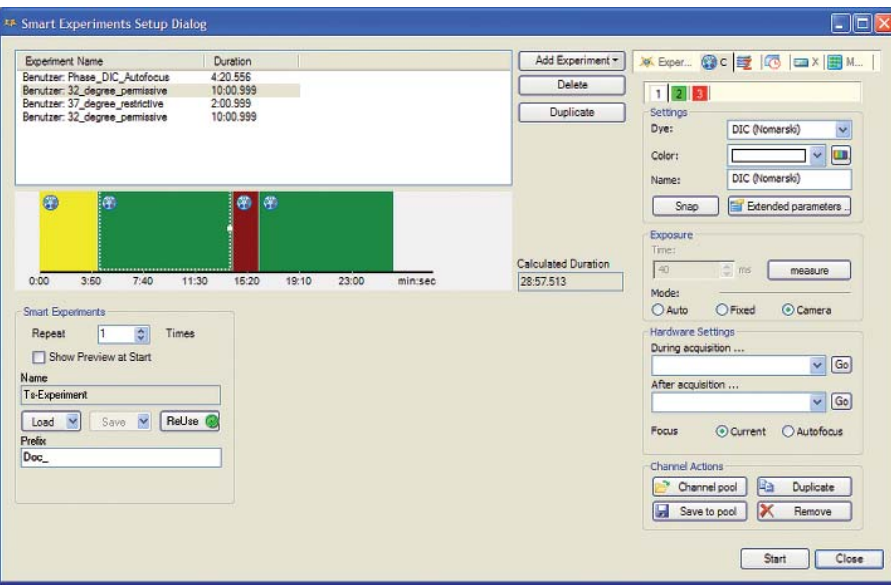 Smart Experiments Setup Dialog
Experiment Name Duration
Benutzer: Phase_DIC_Autofocus 4:20.556
Benutzer: 32_degree_permissive 10:00.999
Benutzer: 37_degree_restrictive 2:00.999
Benutzer: 32_degree_permissive 10:00.999
Add Experiment
Delete
Duplicate
0:00 3:50 7:40 11:30 15:20 19:10 23:00 min:sec
Calculated Duration
28:57.513
Smart Experiments
Repeat 1 Times
Show Preview at Start
Name
Ts-Experiment
Load Save ReUse
Prefix
Doc_
Exper... C X M...
1 2 3
Settings
Dye: DIC (Nomarski)
Color:
Name: DIC (Nomarski)
Snap Extended parameters ..
Exposure
Time:
40 ms measure
Mode:
Auto Fixed Camera
Hardware Settings
During acquisition ...
Go
After acquisition ...
Go
Focus Current Autofocus
Channel Actions
Channel pool Duplicate
Save to pool Remove
Start Close